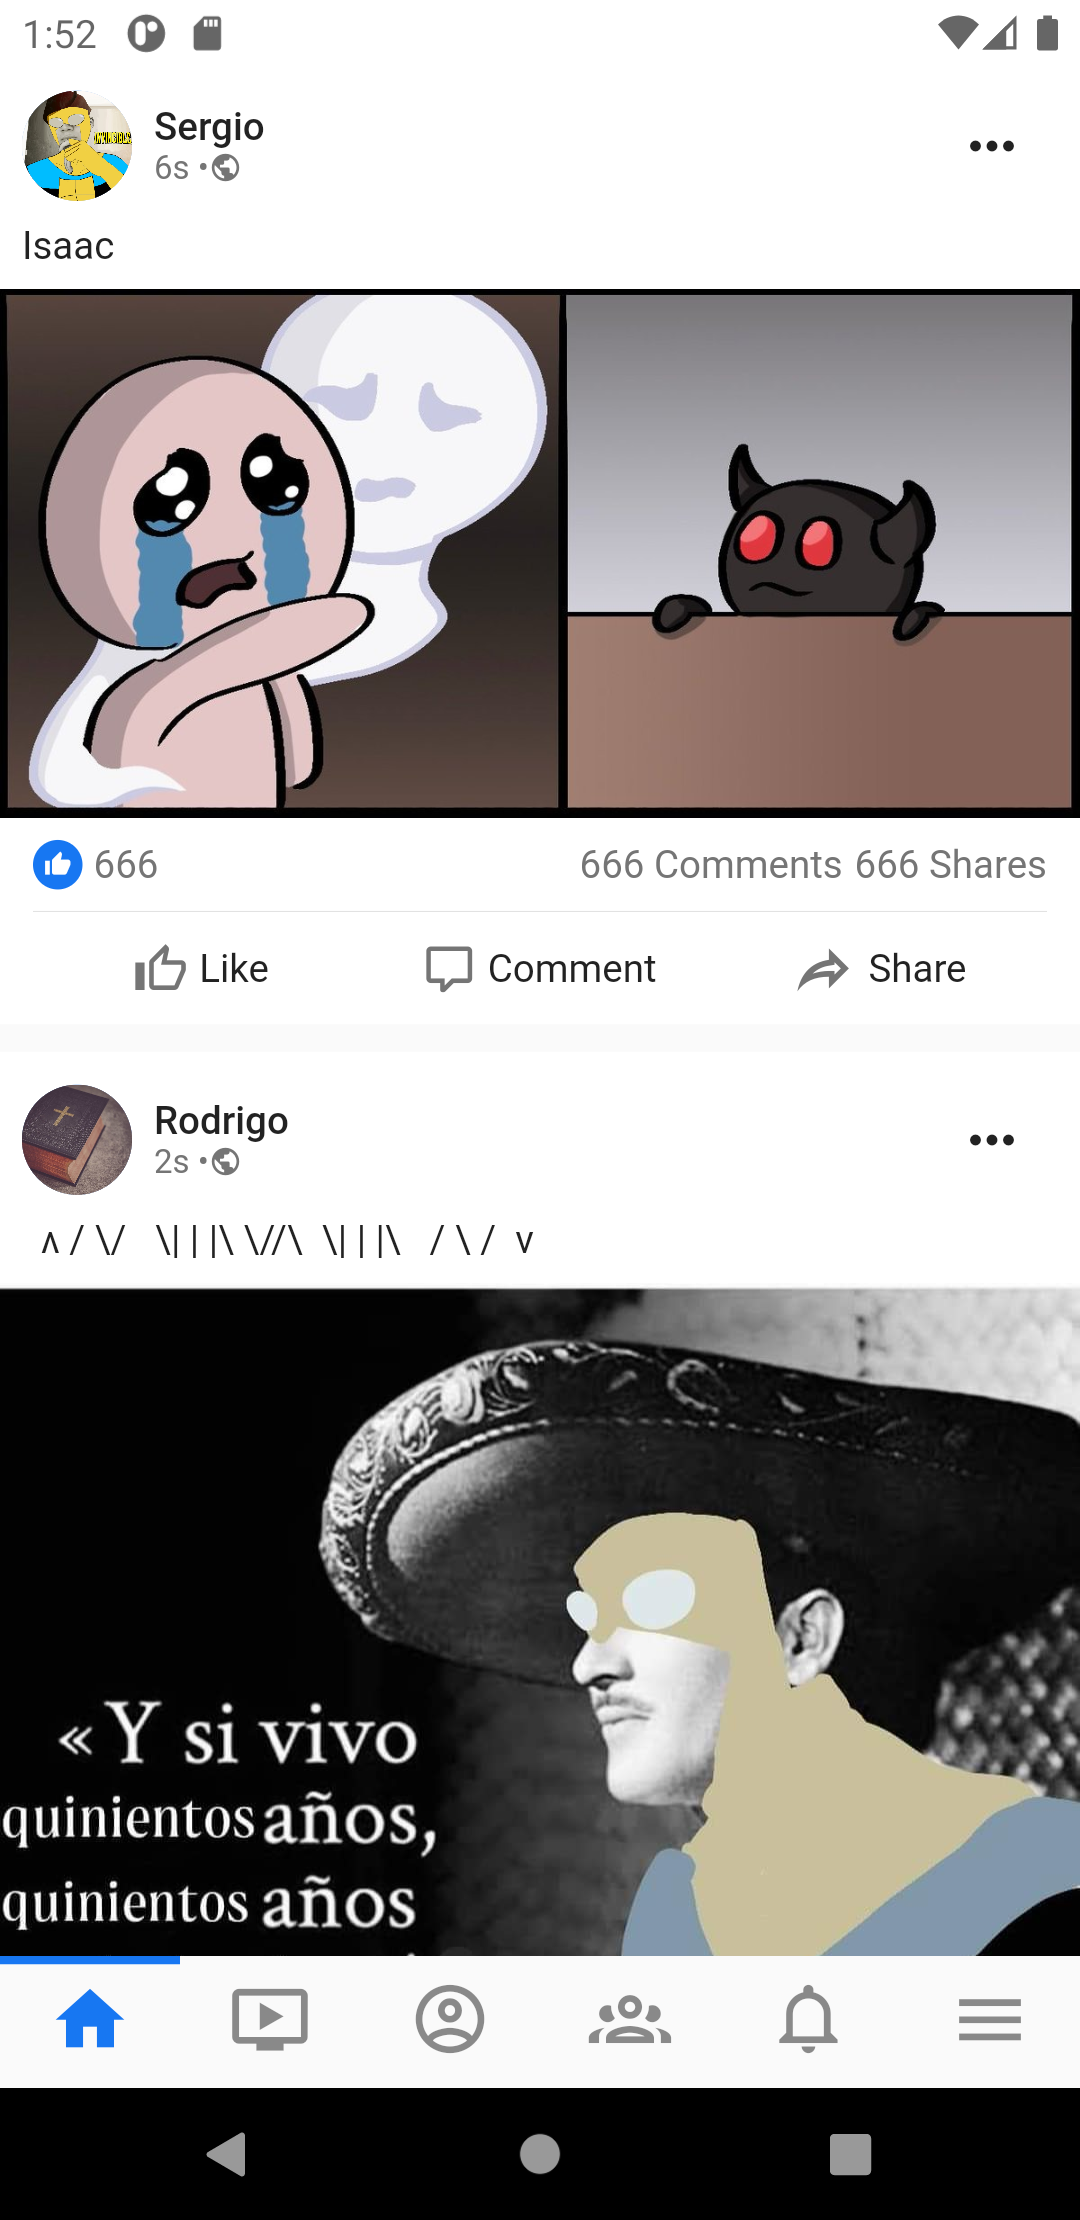 1:52
Sergio
6s •
Isaac
666
666 Comments 666 Shares
Like
Comment
Share
Rodrigo
2s •
ʌ / \/   \| | |\ \//\  \| | |\   / \ /  v
«Y si vivo
quinientos años,
quinientos años